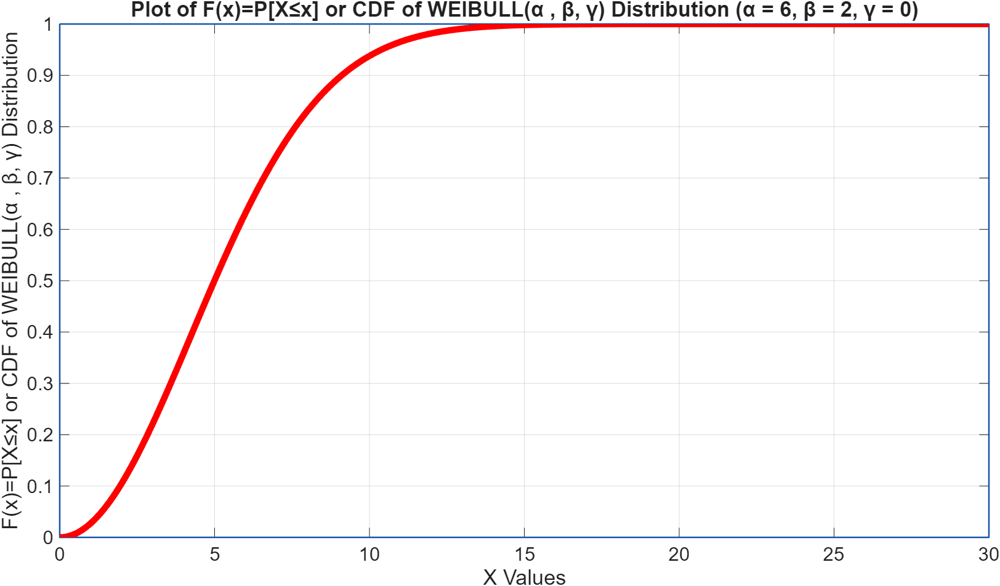 Plot of F(x)=P[X≤x] or CDF of WEIBULL(α , β, γ) Distribution (α = 6, β = 2, γ = 0)
F(x)=P[X≤x] or CDF of WEIBULL(α , β, γ) Distribution
1
0.9
0.8
0.7
0.6
0.5
0.4
0.3
0.2
0.1
0
0 5 10 15 20 25 30
X Values